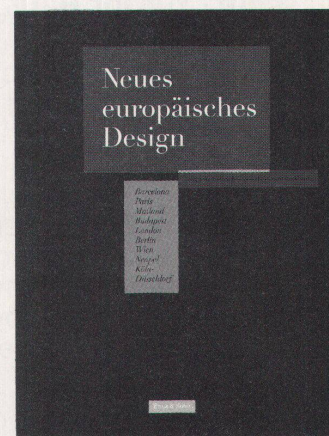 Neues
europäisches
Design
Barcelona
Paris
Mailand
Budapest
London
Berlin
Wien
Neapel
Köln-
Düsseldorf